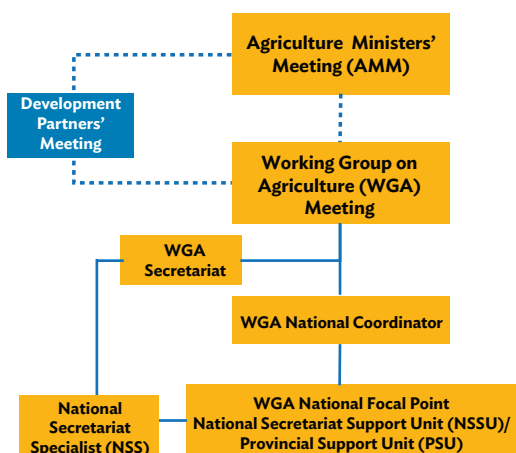 Agriculture Ministers'
Meeting (AMM)
Development
Partners'
Meeting
Working Group on
Agriculture (WGA)
Meeting
WGA
Secretariat
WGA National Coordinator
National
Secretariat
Specialist (NSS)
WGA National Focal Point
National Secretariat Support Unit (NSSU)/
Provincial Support Unit (PSU)